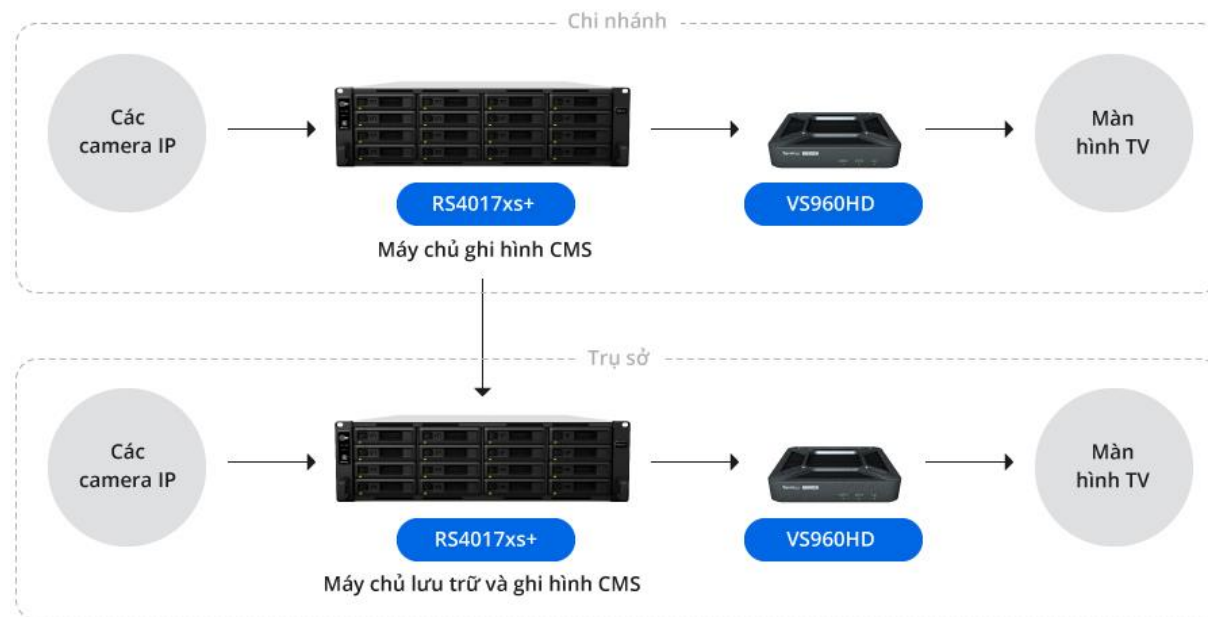 Chi nhánh
Các
camera IP
RS4017xs+
Máy chủ ghi hình CMS
VS960HD
Màn
hình TV
Trụ sở
Các
camera IP
RS4017xs+
Máy chủ lưu trữ và ghi hình CMS
VS960HD
Màn
hình TV